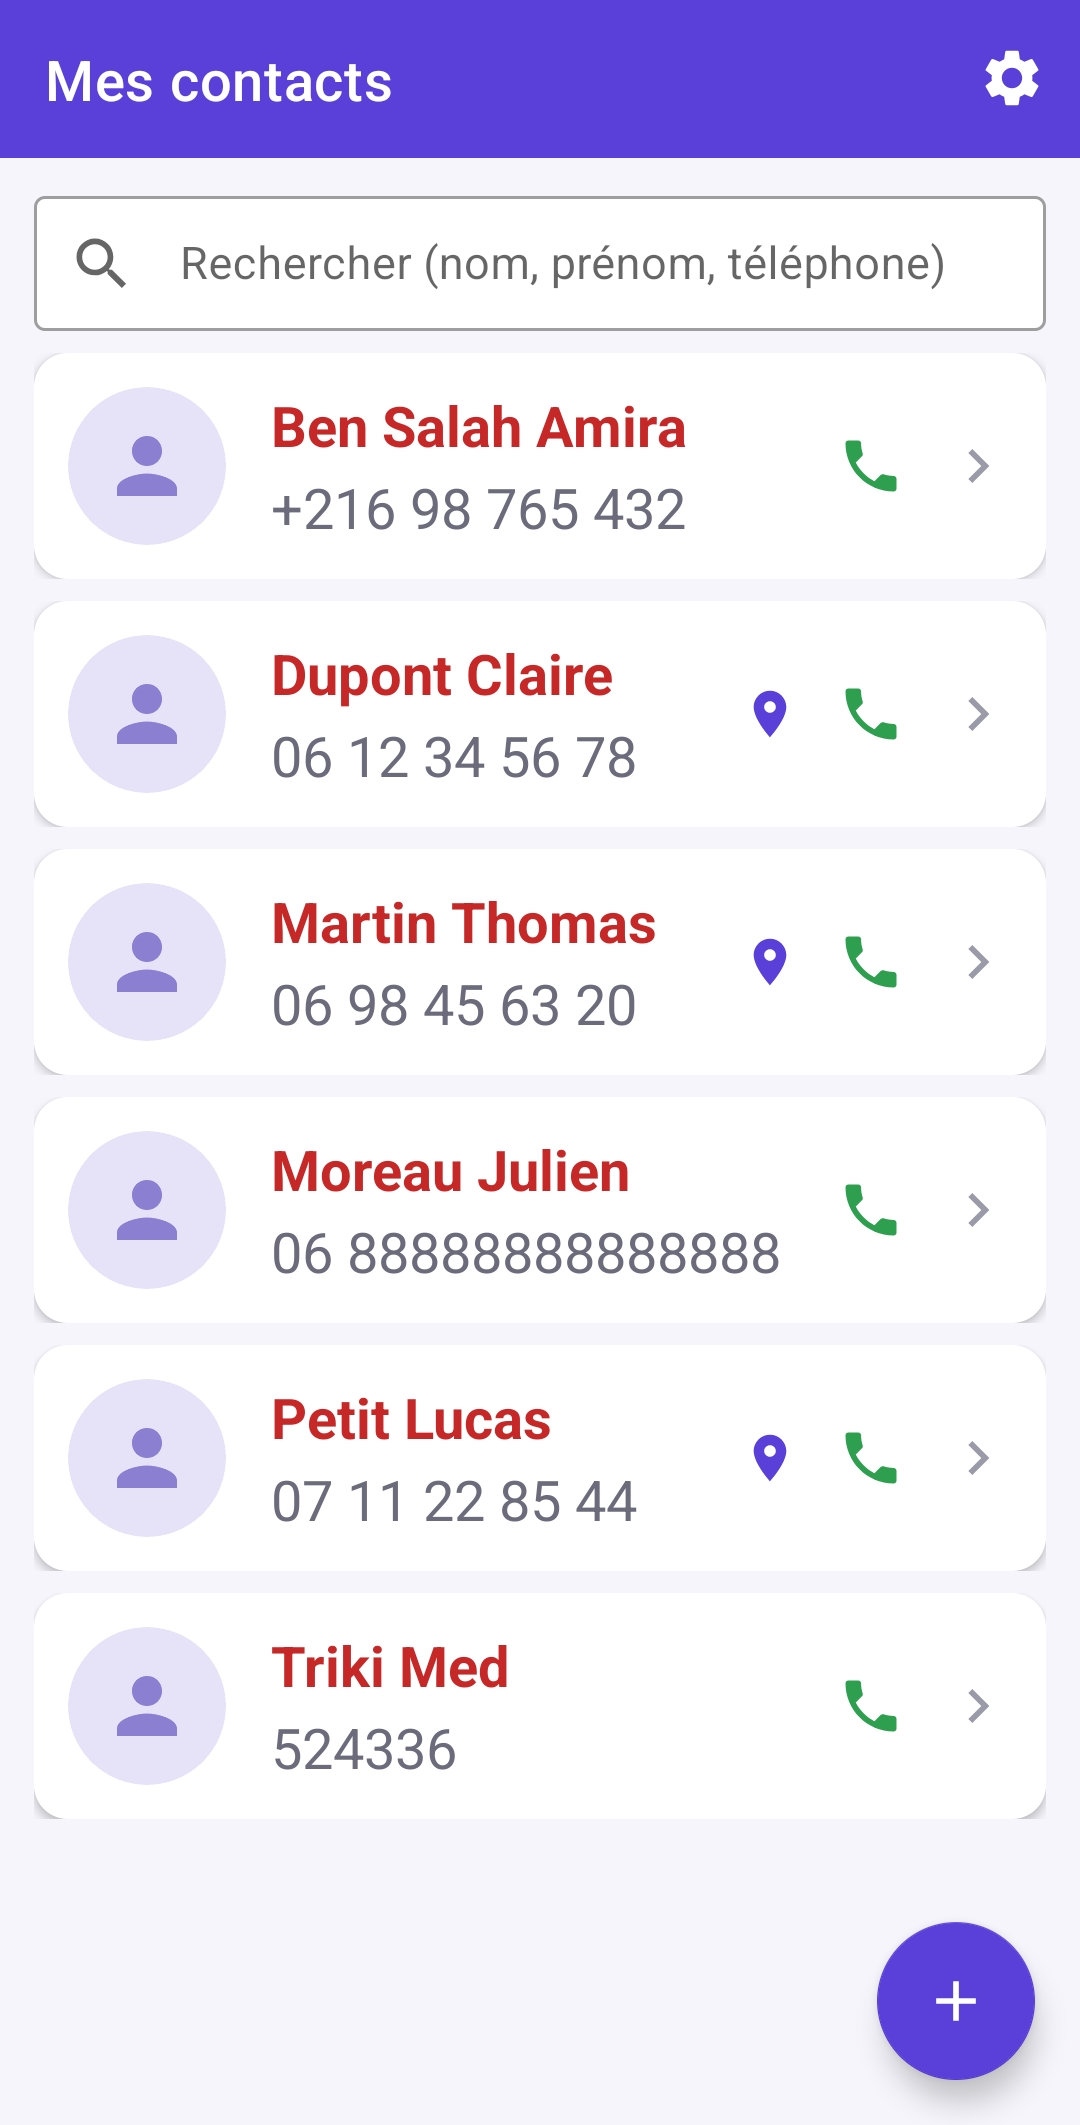 Mes contacts
Rechercher (nom, prénom, téléphone)
Ben Salah Amira
+216 98 765 432
Dupont Claire
06 12 34 56 78
Martin Thomas
06 98 45 63 20
Moreau Julien
06 88888888888888
Petit Lucas
07 11 22 85 44
Triki Med
524336